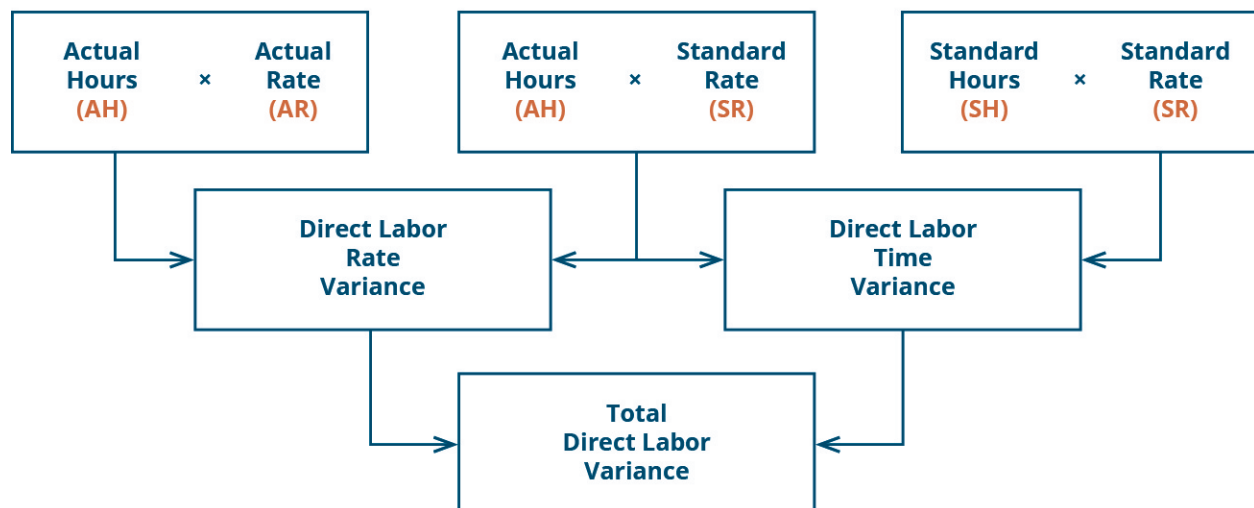 Actual Actual
Hours × Rate
(AH) (AR)
Actual Standard
Hours × Rate
(AH) (SR)
Standard Standard
Hours × Rate
(SH) (SR)
Direct Labor
Rate
Variance
Direct Labor
Time
Variance
Total
Direct Labor
Variance